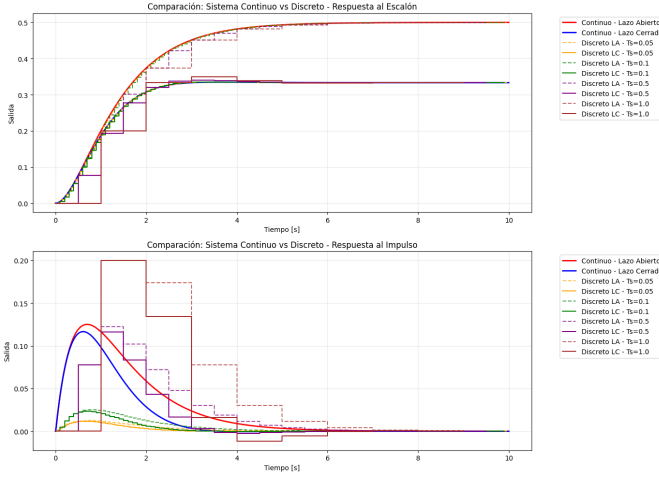 Comparación: Sistema Continuo vs Discreto - Respuesta al Escalón
0.5
0.4
0.3
0.2
0.1
0.0
Salida
0
2
4
6
8
10
Tiempo [s]
Continuo - Lazo Abierto
Continuo - Lazo Cerrad
Discreto LA - Ts=0.05
Discreto LC - Ts=0.05
Discreto LA - Ts=0.1
Discreto LC - Ts=0.1
Discreto LA - Ts=0.5
Discreto LC - Ts=0.5
Discreto LA - Ts=1.0
Discreto LC - Ts=1.0
Comparación: Sistema Continuo vs Discreto - Respuesta al Impulso
0.20
0.15
0.10
0.05
0.00
Salida
0
2
4
6
8
10
Tiempo [s]
Continuo - Lazo Abierto
Continuo - Lazo Cerrad
Discreto LA - Ts=0.05
Discreto LC - Ts=0.05
Discreto LA - Ts=0.1
Discreto LC - Ts=0.1
Discreto LA - Ts=0.5
Discreto LC - Ts=0.5
Discreto LA - Ts=1.0
Discreto LC - Ts=1.0